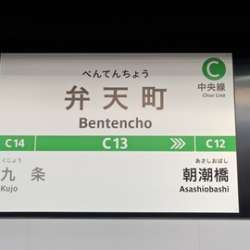 べんてんちょう
弁天町
Bentencho
C
中央線
Chuo Line
C14
C13
C12
くじょう
九条
Kujo
あさしおばし
朝潮橋
Asashiobashi